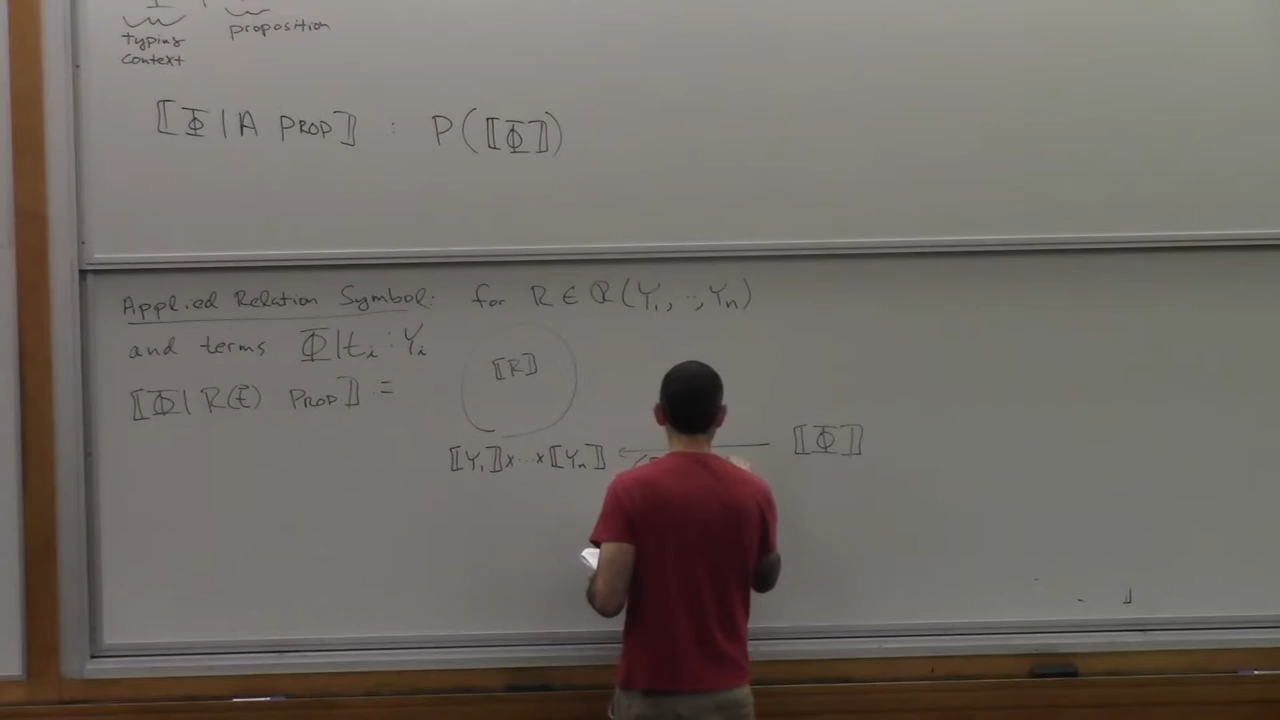 typing
context
proposition
⟦Φ | A PROP⟧ : P(⟦Φ⟧)
Applied Relation Symbol: for R ∈ ℛ(Y₁, .., Yₙ)
and terms Φ | tᵢ : Yᵢ
⟦Φ | R(t⃗) PROP⟧ =
⟦R⟧
⟦Φ⟧
⟦Y₁⟧×...×⟦Yₙ⟧ ←